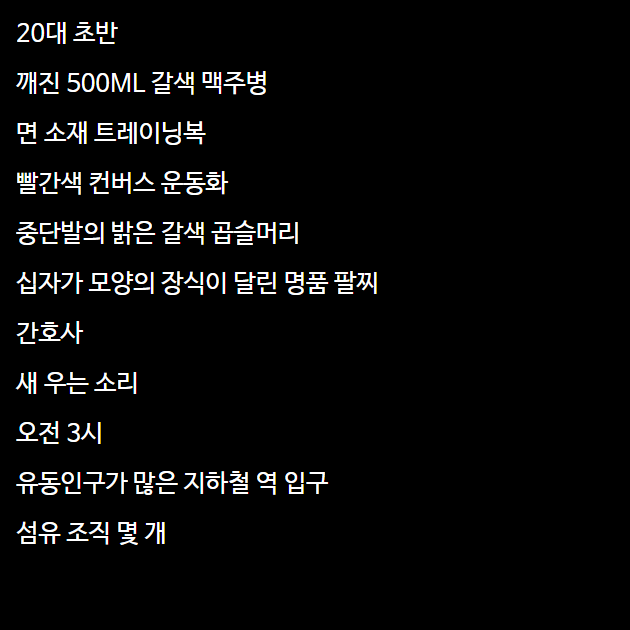 20대 초반
깨진 500ML 갈색 맥주병
면 소재 트레이닝복
빨간색 컨버스 운동화
중단발의 밝은 갈색 곱슬머리
십자가 모양의 장식이 달린 명품 팔찌
간호사
새 우는 소리
오전 3시
유동인구가 많은 지하철 역 입구
섬유 조직 몇 개